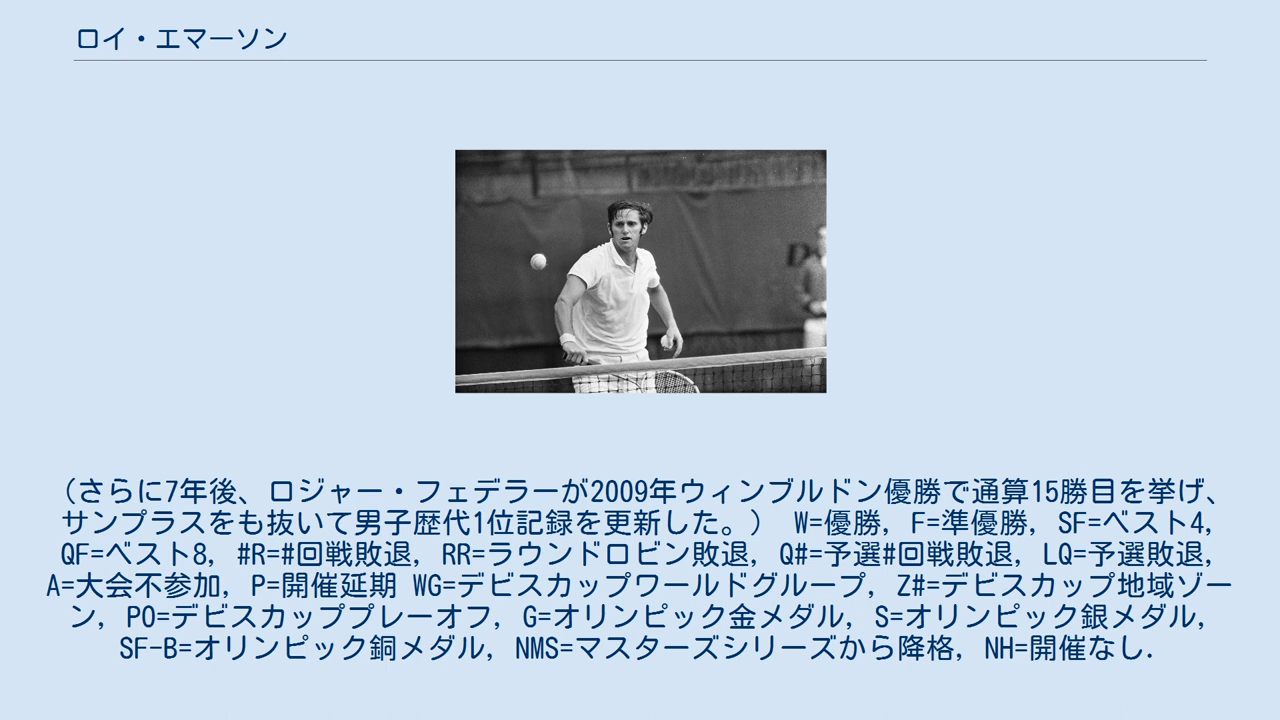 ロイ・エマーソン
（さらに7年後、ロジャー・フェデラーが2009年ウィンブルドン優勝で通算15勝目を挙げ、
サンプラスをも抜いて男子歴代1位記録を更新した。） W=優勝, F=準優勝, SF=ベスト4,
QF=ベスト8, #R=#回戦敗退, RR=ラウンドロビン敗退, Q#=予選#回戦敗退, LQ=予選敗退,
A=大会不参加, P=開催延期 WG=デビスカップワールドグループ, Z#=デビスカップ地域ゾー
ン, PO=デビスカッププレーオフ, G=オリンピック金メダル, S=オリンピック銀メダル,
SF-B=オリンピック銅メダル, NMS=マスターズシリーズから降格, NH=開催なし.